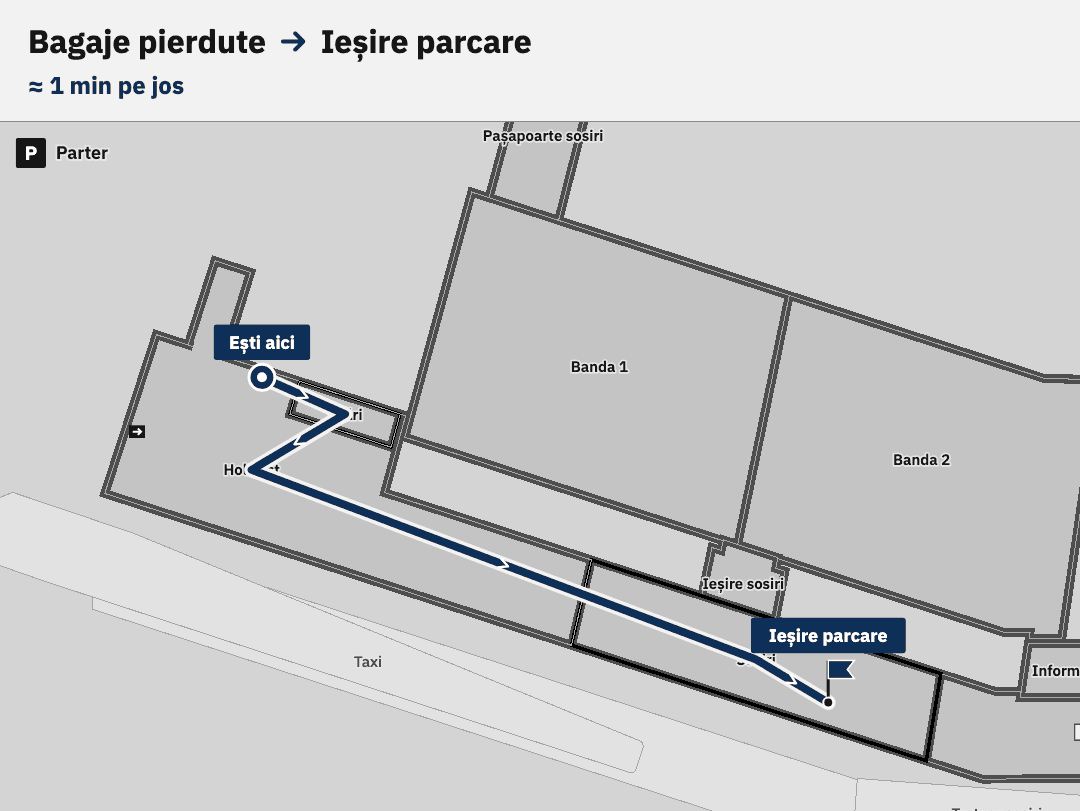 Bagaje pierdute → Ieșire parcare
≈ 1 min pe jos
P Parter
Pașapoarte sosiri
Ești aici
Banda 1
Banda 2
Ieșire sosiri
Ieșire parcare
Inform
Taxi